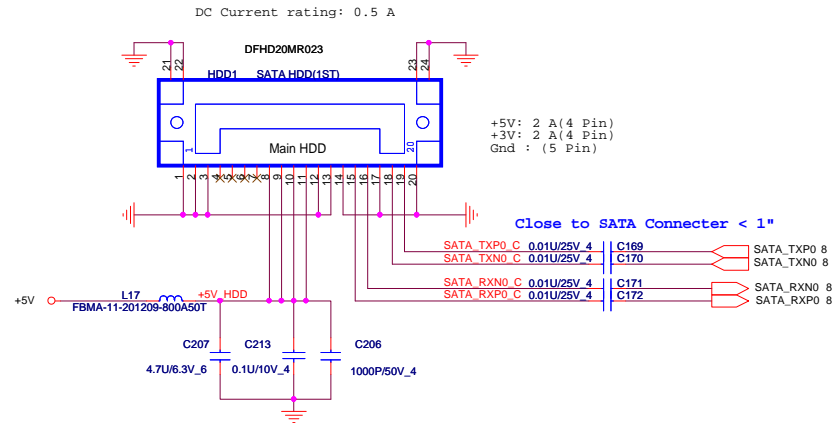 DC Current rating: 0.5 A
DFHD20MR023
21
22
23
24
HDD1 SATA HDD(1ST)
+5V: 2 A(4 Pin)
+3V: 2 A(4 Pin)
Gnd : (5 Pin)
1
Main HDD
20
1
2
3
4
5
6
7
8
9
10
11
12
13
14
15
16
17
18
19
20
Close to SATA Connecter < 1"
SATA_TXP0_C 0.01U/25V_4 C169 SATA_TXP0 8
SATA_TXN0_C 0.01U/25V_4 C170 SATA_TXN0 8
SATA_RXN0_C 0.01U/25V_4 C171 SATA_RXN0 8
SATA_RXP0_C 0.01U/25V_4 C172 SATA_RXP0 8
+5V L17 +5V_HDD
FBMA-11-201209-800A50T
C207 C213 C206
4.7U/6.3V_6 0.1U/10V_4 1000P/50V_4